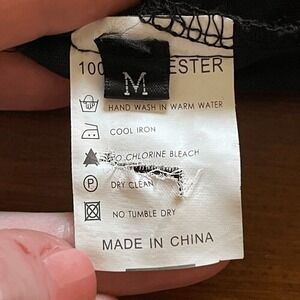 M
100 ESTER
HAND WASH IN WARM WATER
COOL IRON
O CHLORINE BLEACH
P
DRY CLEAN
NO TUMBLE DRY
MADE IN CHINA